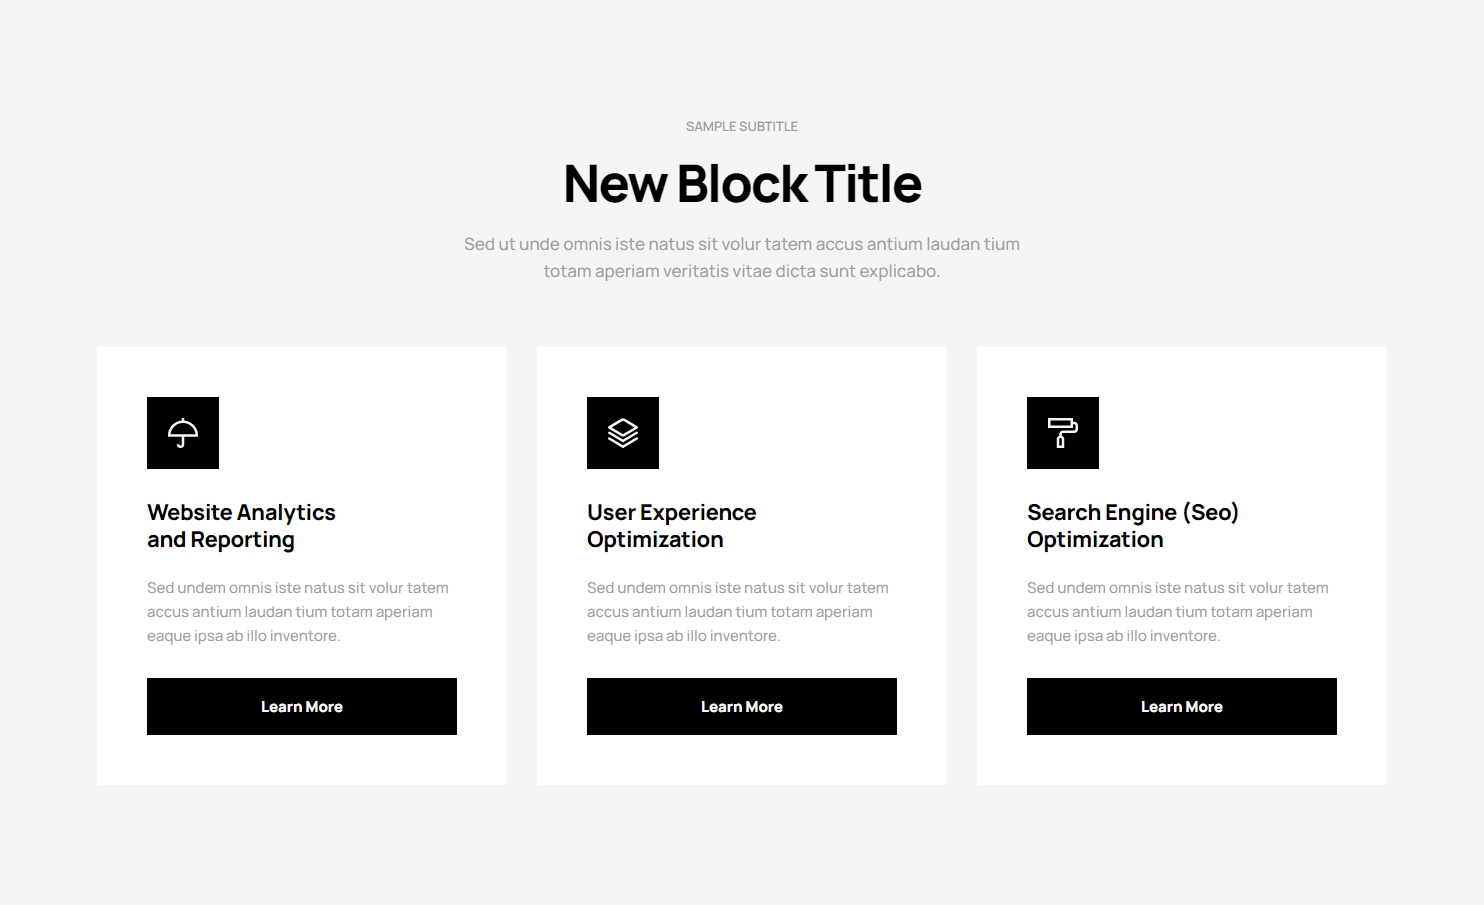 SAMPLE SUBTITLE
New Block Title
Sed ut unde omnis iste natus sit volur tatem accus antium laudan tium
totam aperiam veritatis vitae dicta sunt explicabo.
Website Analytics
and Reporting
Sed undem omnis iste natus sit volur tatem
accus antium laudan tium totam aperiam
eaque ipsa ab illo inventore.
Learn More
User Experience
Optimization
Sed undem omnis iste natus sit volur tatem
accus antium laudan tium totam aperiam
eaque ipsa ab illo inventore.
Learn More
Search Engine (Seo)
Optimization
Sed undem omnis iste natus sit volur tatem
accus antium laudan tium totam aperiam
eaque ipsa ab illo inventore.
Learn More